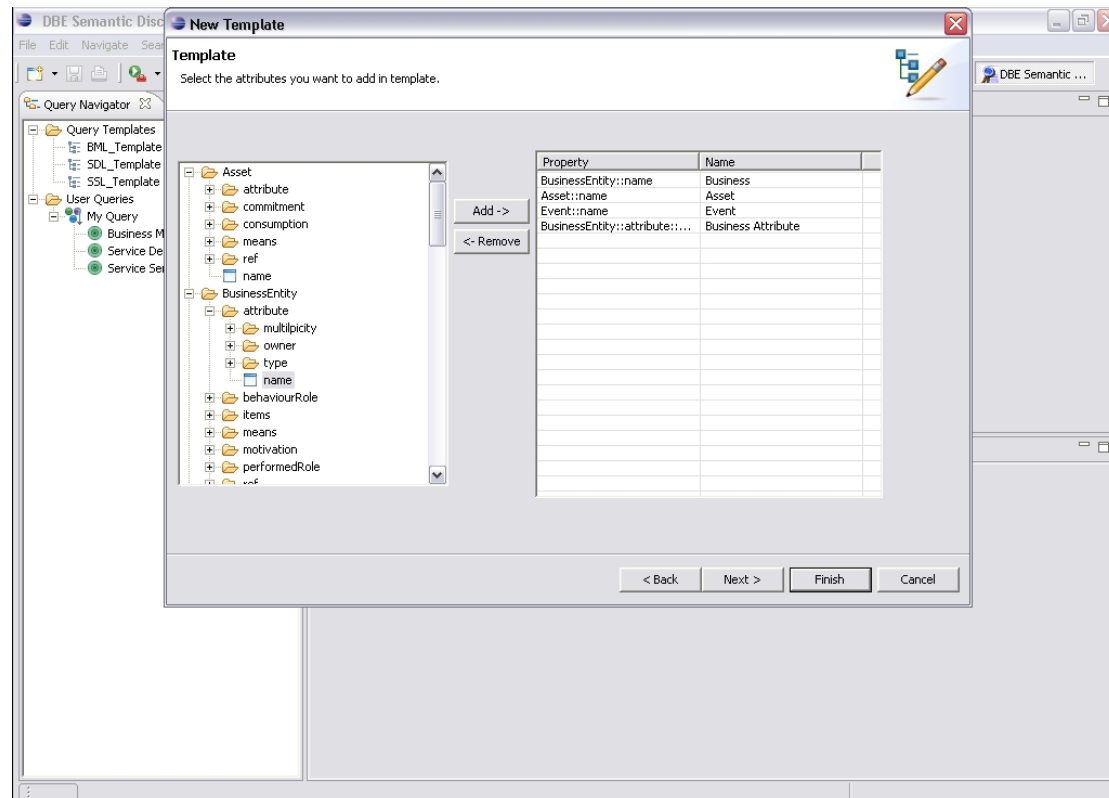 DBE Semantic Disc
New Template
File Edit Navigate Sear
Template
Select the attributes you want to add in template.
DBE Semantic ...
Query Navigator
Query Templates
BML_Template
SDL_Template
SSL_Template
User Queries
My Query
Business M
Service De
Service Sei
Asset
attribute
commitment
consumption
means
ref
name
BusinessEntity
attribute
multilpicity
owner
type
name
behaviourRole
items
means
motivation
performedRole
ref
Add ->
<- Remove
Property Name
BusinessEntity::name Business
Asset::name Asset
Event::name Event
BusinessEntity::attribute::... Business Attribute
< Back Next > Finish Cancel